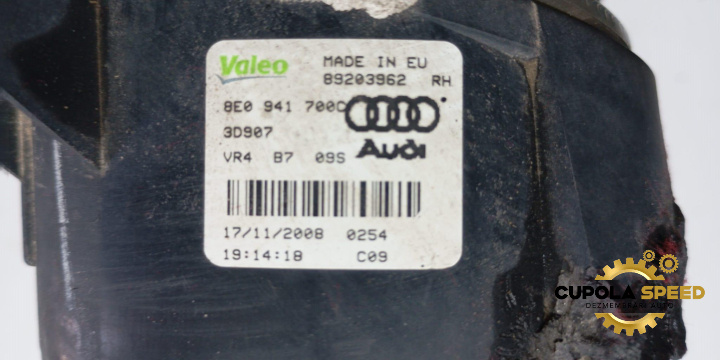 Valeo
MADE IN EU
89203962 RH
8E0 941 700C
3D907
VR4 B7 09S
Audi
17/11/2008 0254
19:14:18 C09
CUPOLA SPEED